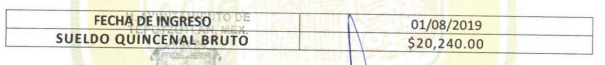 FECHA DE INGRESO 01/08/2019
SUELDO QUINCENAL BRUTO $20,240.00